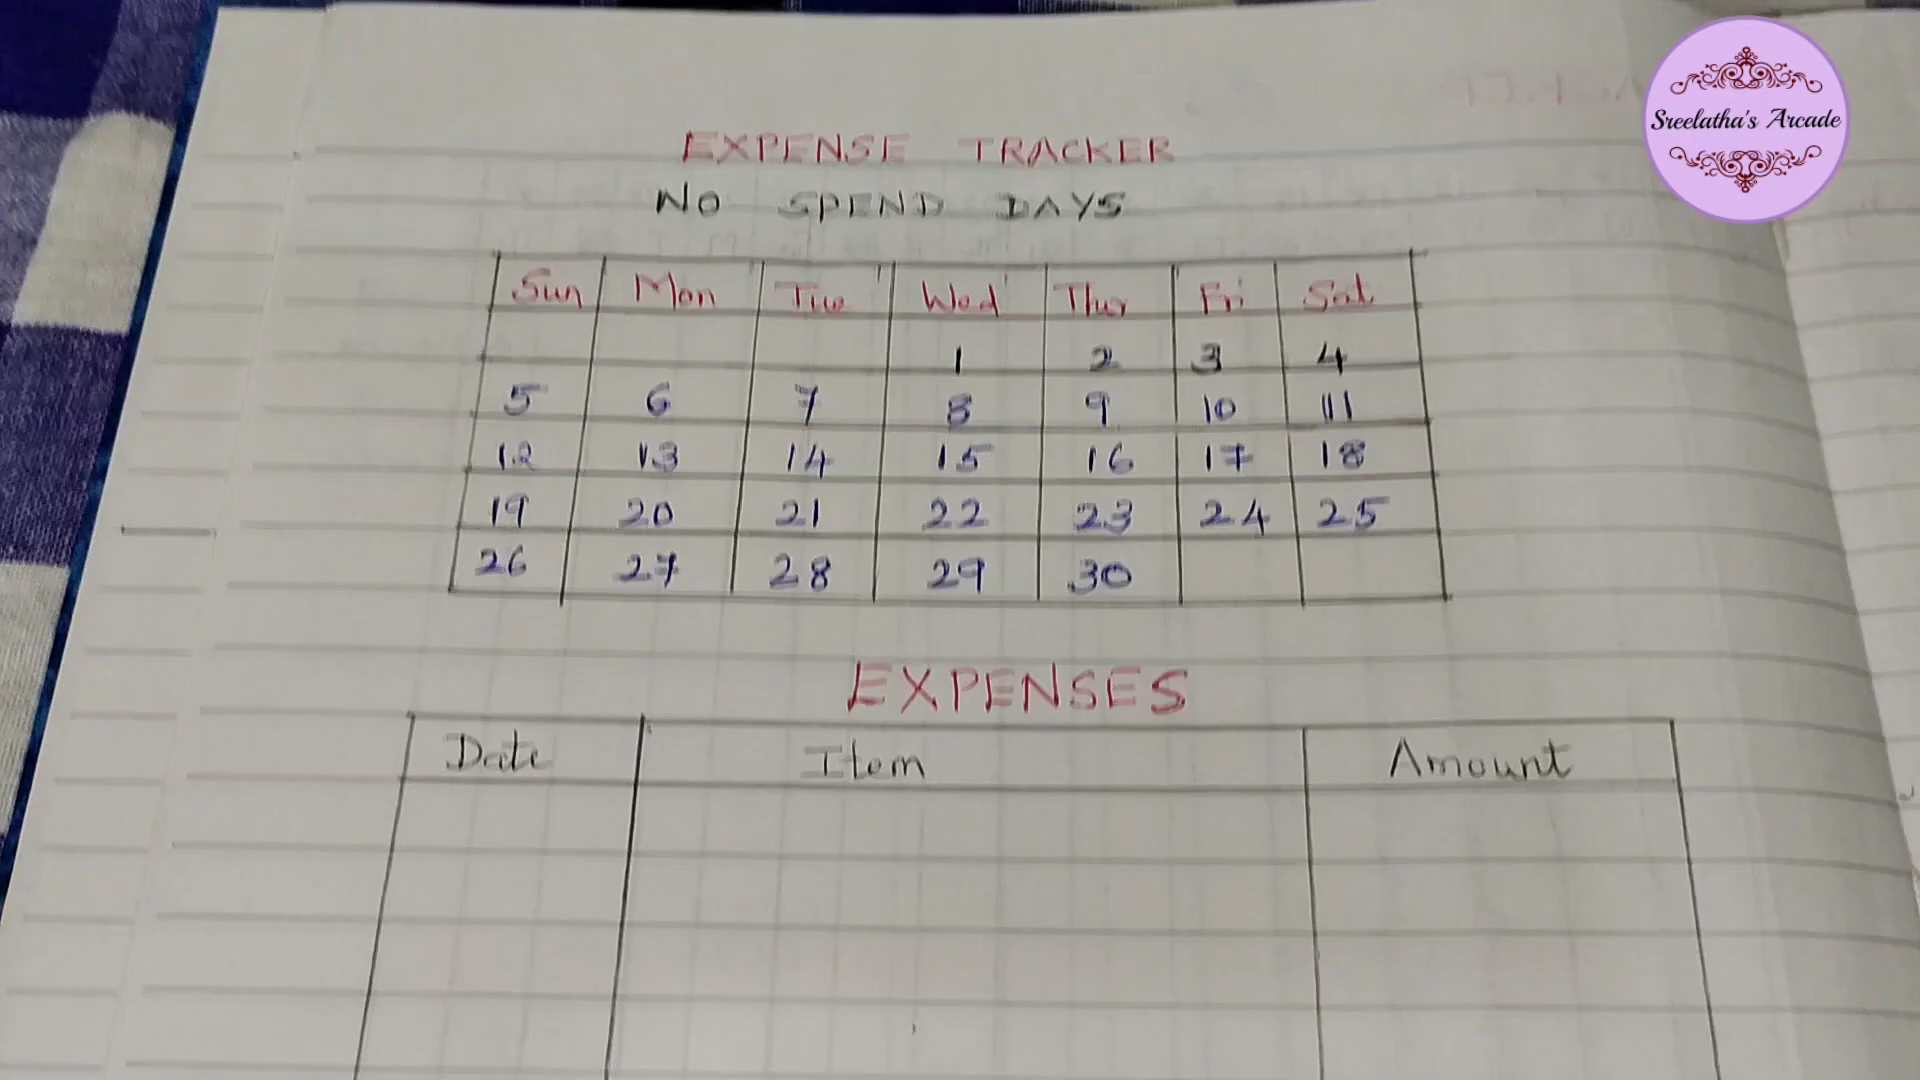 Sreelatha's Arcade
EXPENSE TRACKER
NO SPEND DAYS
Sun Mon Tue Wed Thur Fri Sat
1 2 3 4
5 6 7 8 9 10 11
12 13 14 15 16 17 18
19 20 21 22 23 24 25
26 27 28 29 30
EXPENSES
Date Item Amount